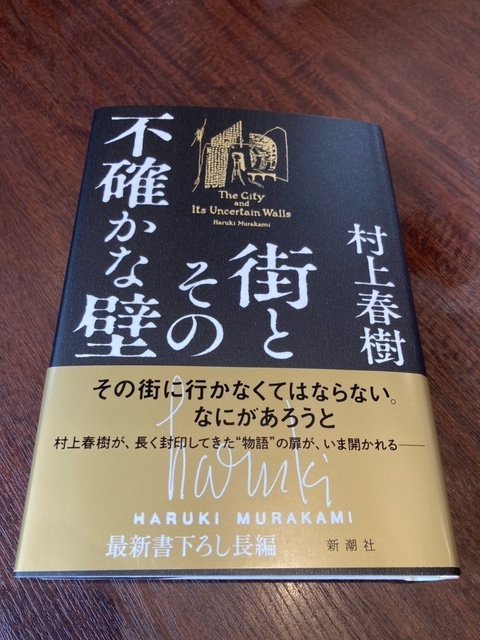 街と
その
不確かな
壁
The City
and
Its Uncertain Walls
Haruki Murakami
村上春樹
その街に行かなくてはならない。
なにがあろうと
村上春樹が、長く封印してきた“物語”の扉が、いま開かれる——
haruki
HARUKI MURAKAMI
最新書下ろし長編
新潮社